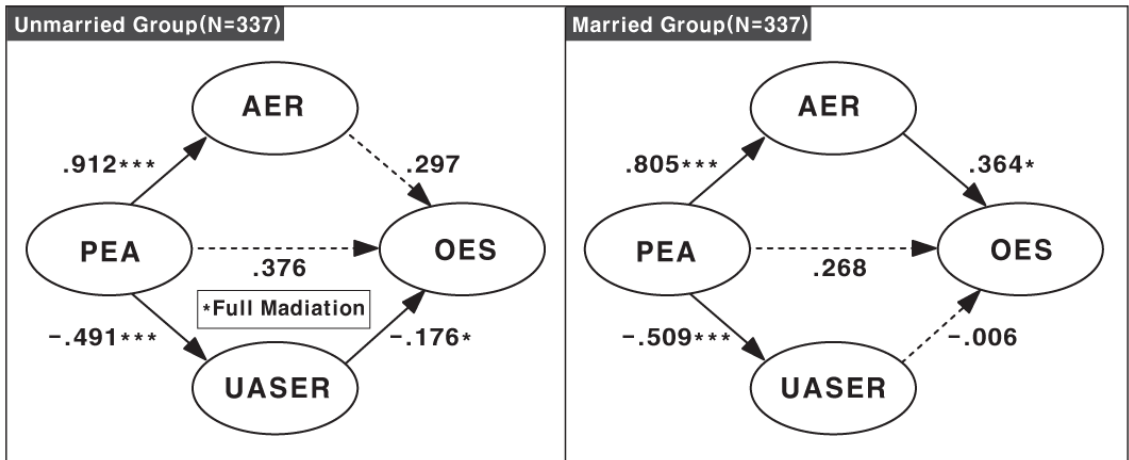 Unmarried Group(N=337)
AER
.912***
.297
PEA
OES
.376
*Full Madiation
-.491***
-.176*
UASER
Married Group(N=337)
AER
.805***
.364*
PEA
OES
.268
-.509***
-.006
UASER